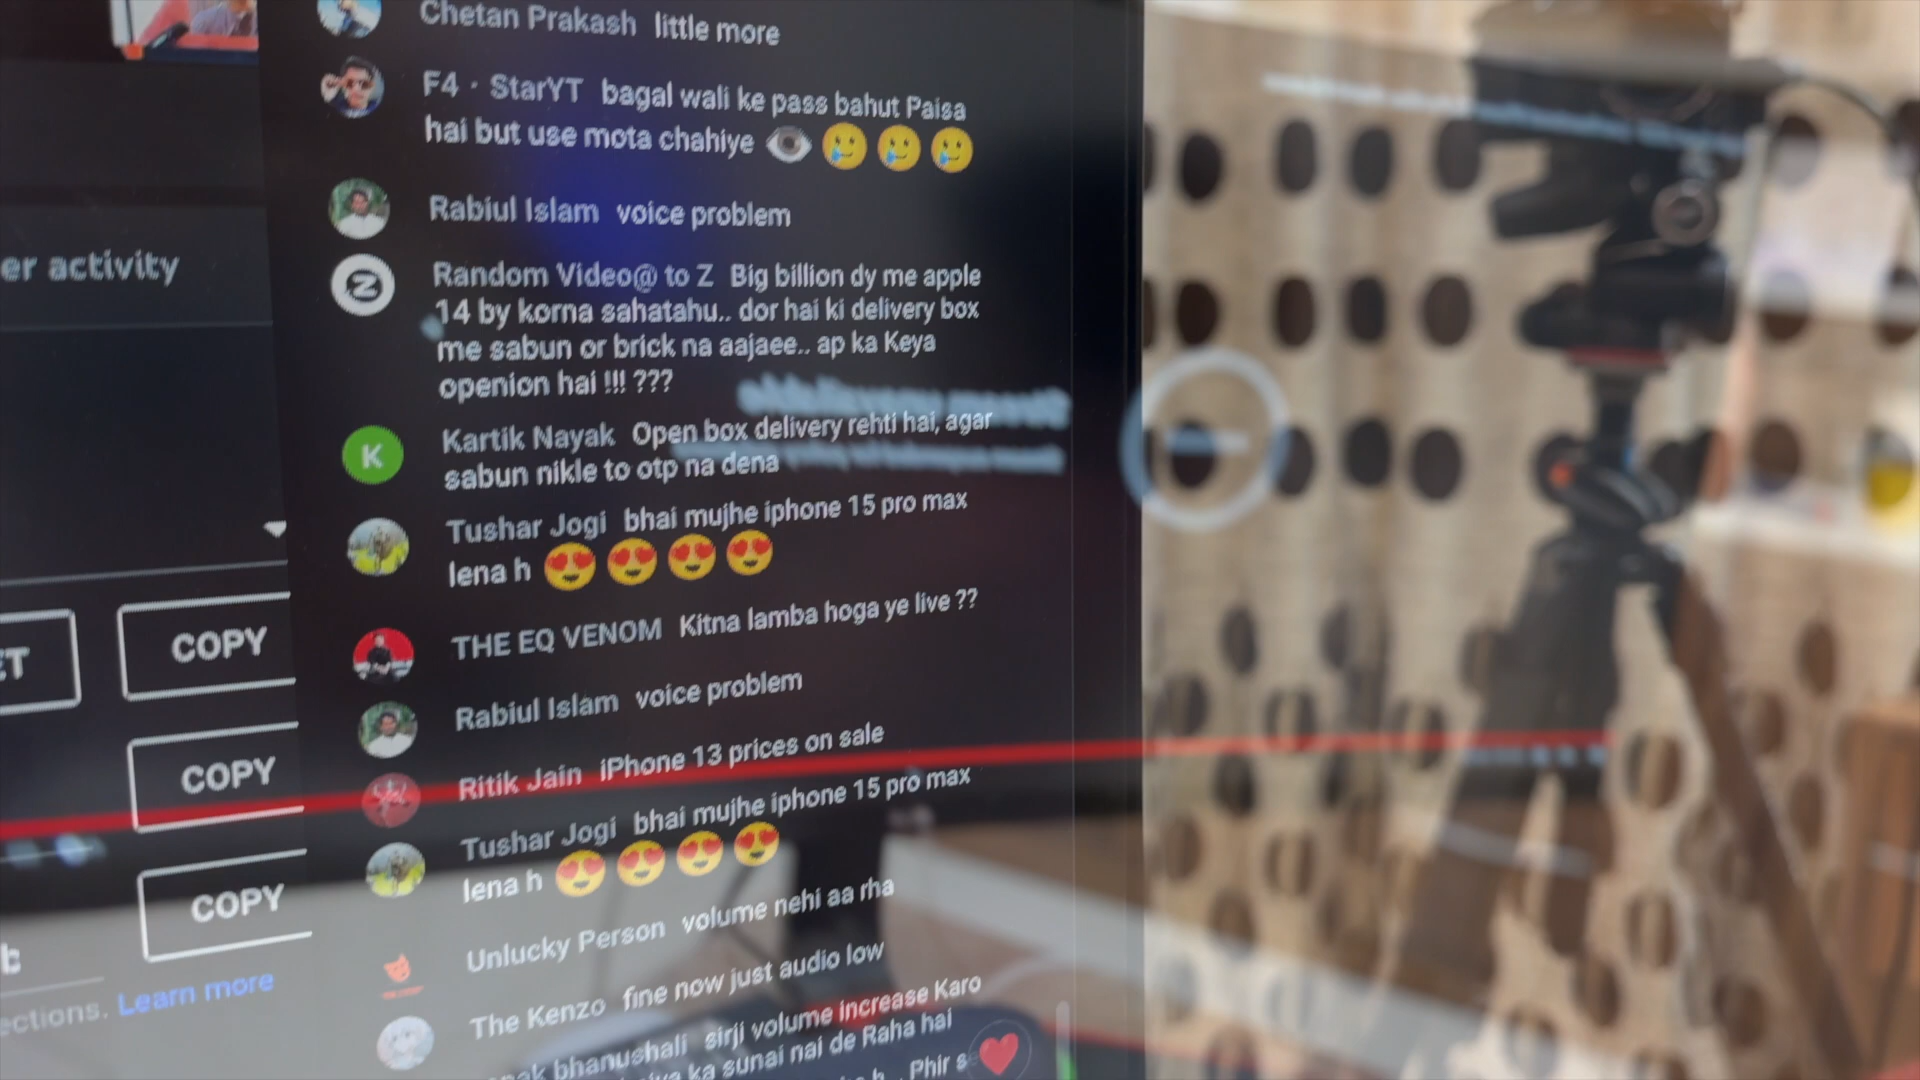 Chetan Prakash little more
F4 · StarYT bagal wali ke pass bahut Paisa
hai but use mota chahiye 👁️ 🥲 🥲 🥲
Rabiul Islam voice problem
er activity
Random Video@ to Z Big billion dy me apple
14 by korna sahatahu.. dor hai ki delivery box
me sabun or brick na aajaee.. ap ka Keya
openion hai !!! ???
K
Kartik Nayak Open box delivery rehti hai, agar
sabun nikle to otp na dena
Tushar Jogi bhai mujhe iphone 15 pro max
lena h 😍 😍 😍 😍
THE EQ VENOM Kitna lamba hoga ye live ??
COPY
Rabiul Islam voice problem
Ritik Jain iPhone 13 prices on sale
COPY
Tushar Jogi bhai mujhe iphone 15 pro max
lena h 😍 😍 😍 😍
COPY
Unlucky Person volume nehi aa rha
The Kenzo fine now just audio low
ections. Learn more
bhanushali sirji volume increase Karo
ka sunai nai de Raha hai
Phir